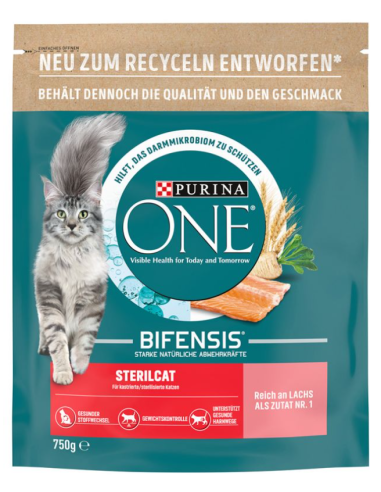 EINFACHES ÖFFNEN
NEU ZUM RECYCELN ENTWORFEN*
BEHÄLT DENNOCH DIE QUALITÄT UND DEN GESCHMACK
HILFT, DAS DARMMIKROBIOM ZU SCHÜTZEN
PURINA
ONE®
Visible Health for Today and Tomorrow
BIFENSIS®
STARKE NATÜRLICHE ABWEHRKRÄFTE
STERILCAT
Für kastrierte/sterilisierte Katzen
Reich an LACHS
ALS ZUTAT NR. 1
GESUNDER
STOFFWECHSEL
GEWICHTSKONTROLLE
UNTERSTÜTZT
GESUNDE
HARNWEGE
750g e